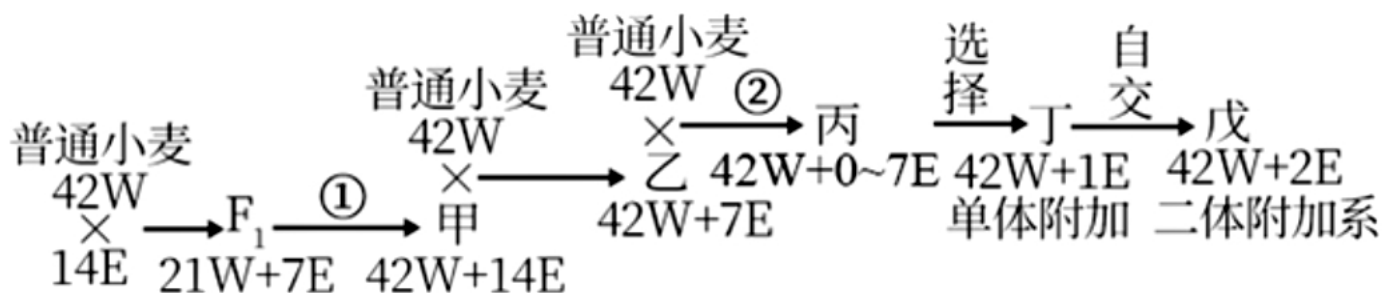 普通小麦
42W
×
14E
F₁
21W+7E
①
普通小麦
42W
×
甲
42W+14E
普通小麦
42W
×
乙
42W+7E
②
丙
42W+0~7E
选择
丁
42W+1E
单体附加
自交
戊
42W+2E
二体附加系